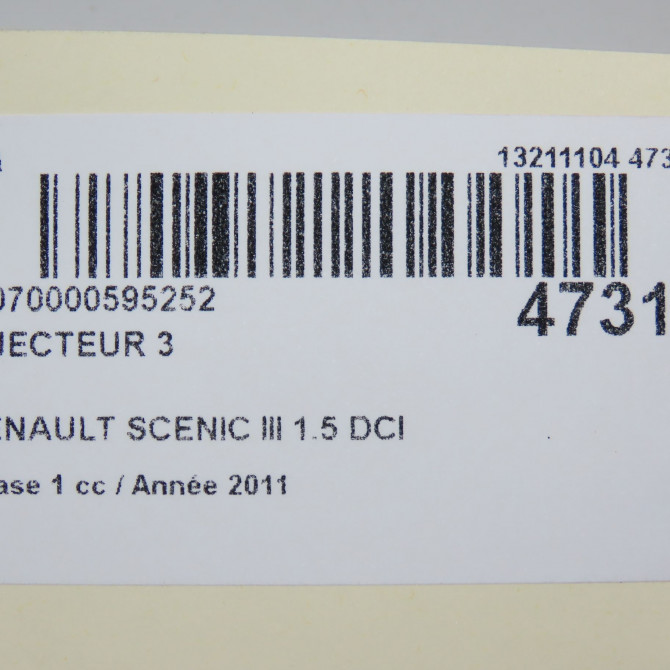 13211104 473
070000595252
4731
JECTEUR 3
ENAULT SCENIC III 1.5 DCI
ase 1 cc / Année 2011